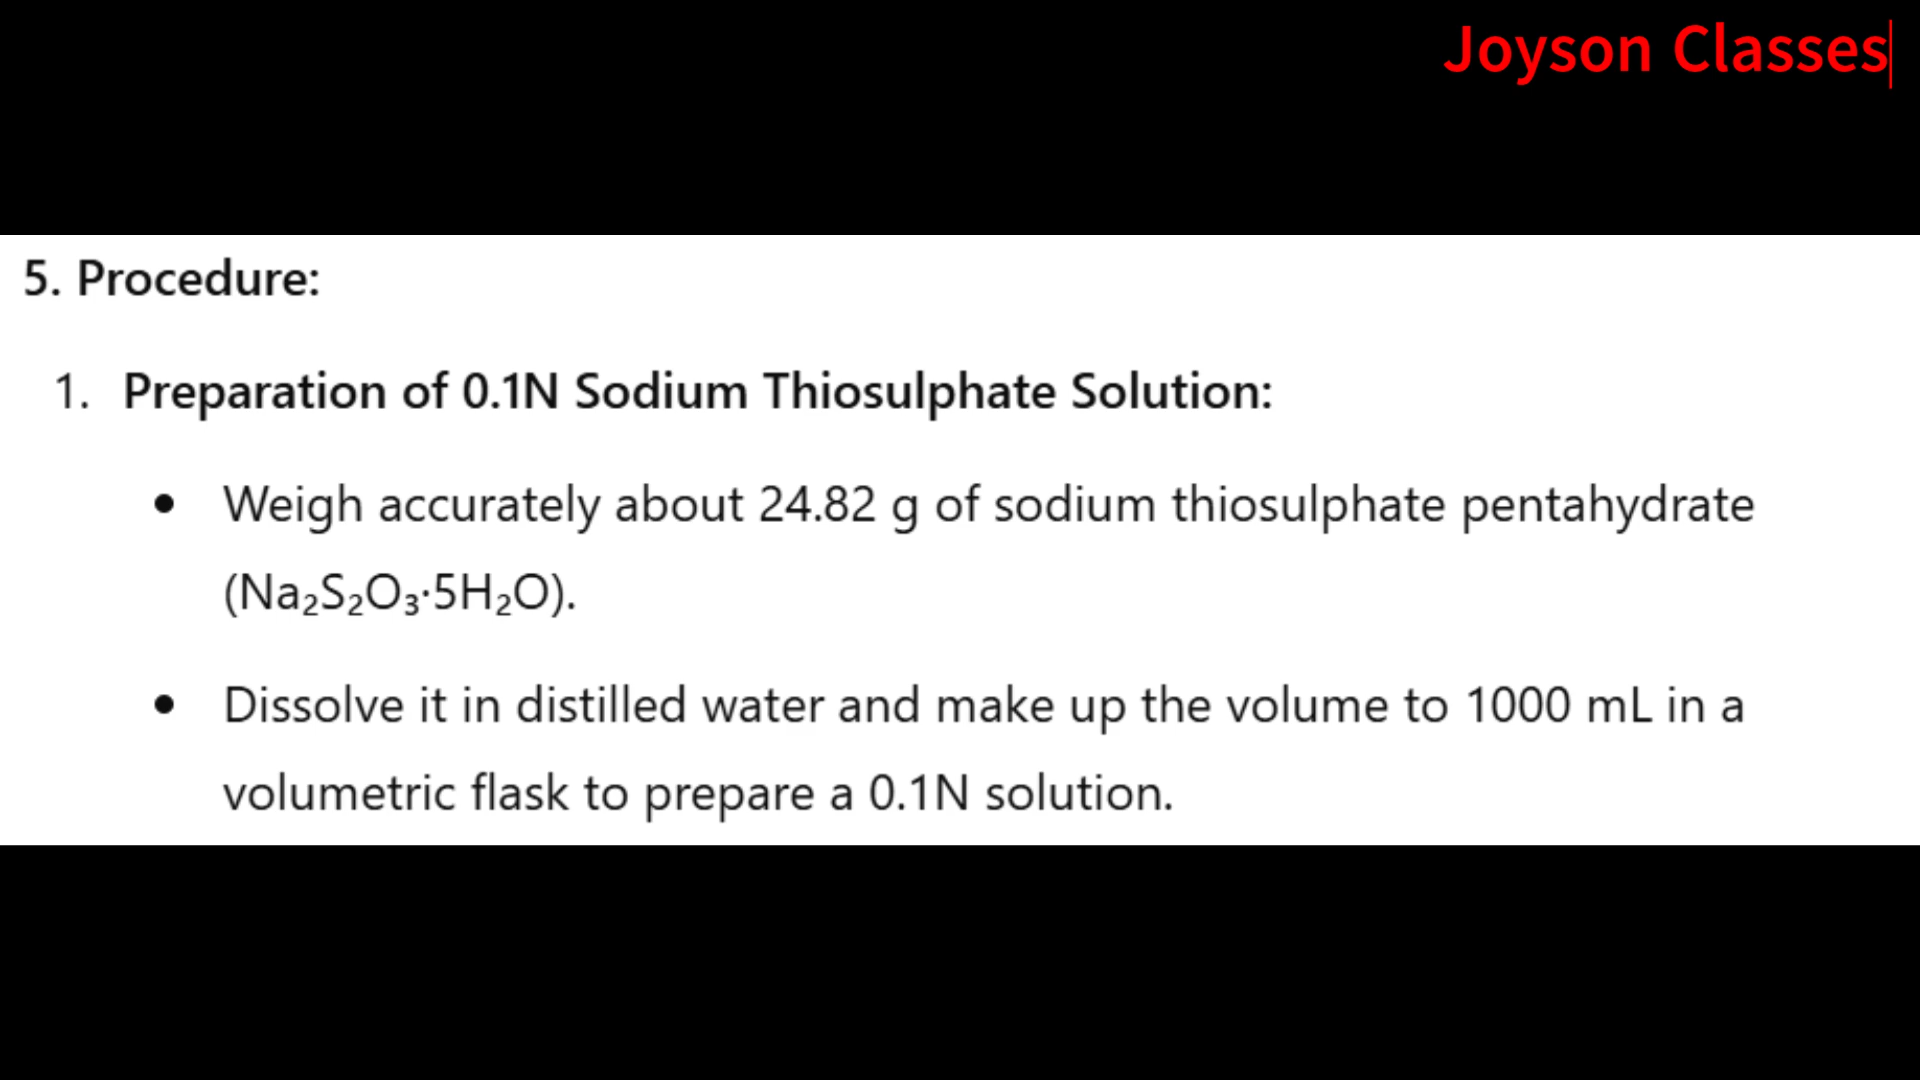 Joyson Classes
5. Procedure:
1. Preparation of 0.1N Sodium Thiosulphate Solution:
• Weigh accurately about 24.82 g of sodium thiosulphate pentahydrate
(Na₂S₂O₃·5H₂O).
• Dissolve it in distilled water and make up the volume to 1000 mL in a
volumetric flask to prepare a 0.1N solution.